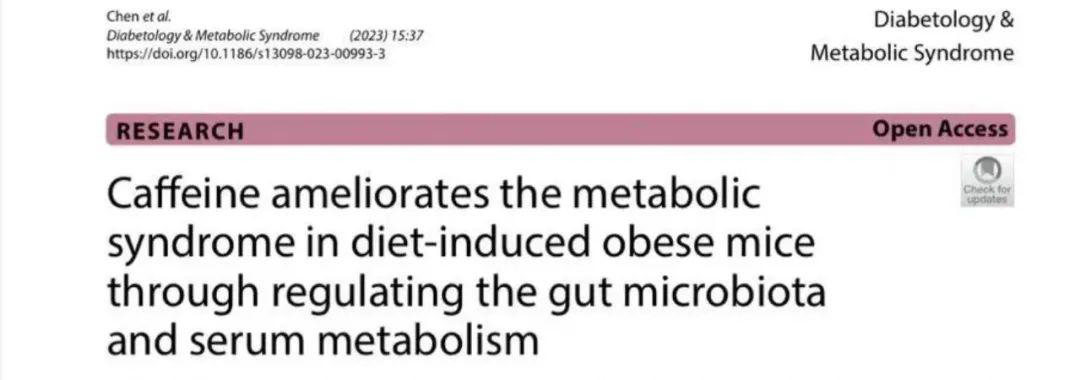 Chen et al.
Diabetology & Metabolic Syndrome (2023) 15:37
https://doi.org/10.1186/s13098-023-00993-3
Diabetology &
Metabolic Syndrome
RESEARCH
Open Access
Check for
updates
Caffeine ameliorates the metabolic
syndrome in diet-induced obese mice
through regulating the gut microbiota
and serum metabolism